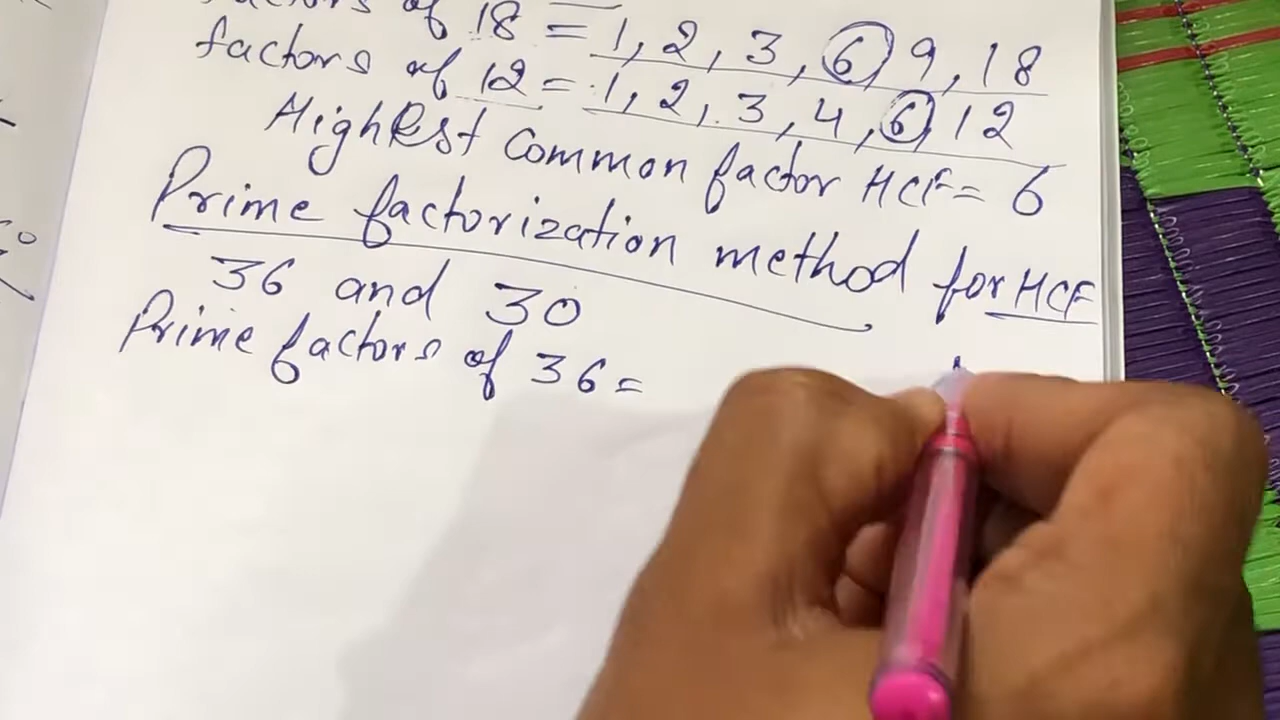 factors of 18 = 1, 2, 3, 6, 9, 18
factors of 12 = 1, 2, 3, 4, 6, 12
Highest Common factor HCF = 6
Prime factorization method for HCF
36 and 30
Prime factors of 36 =